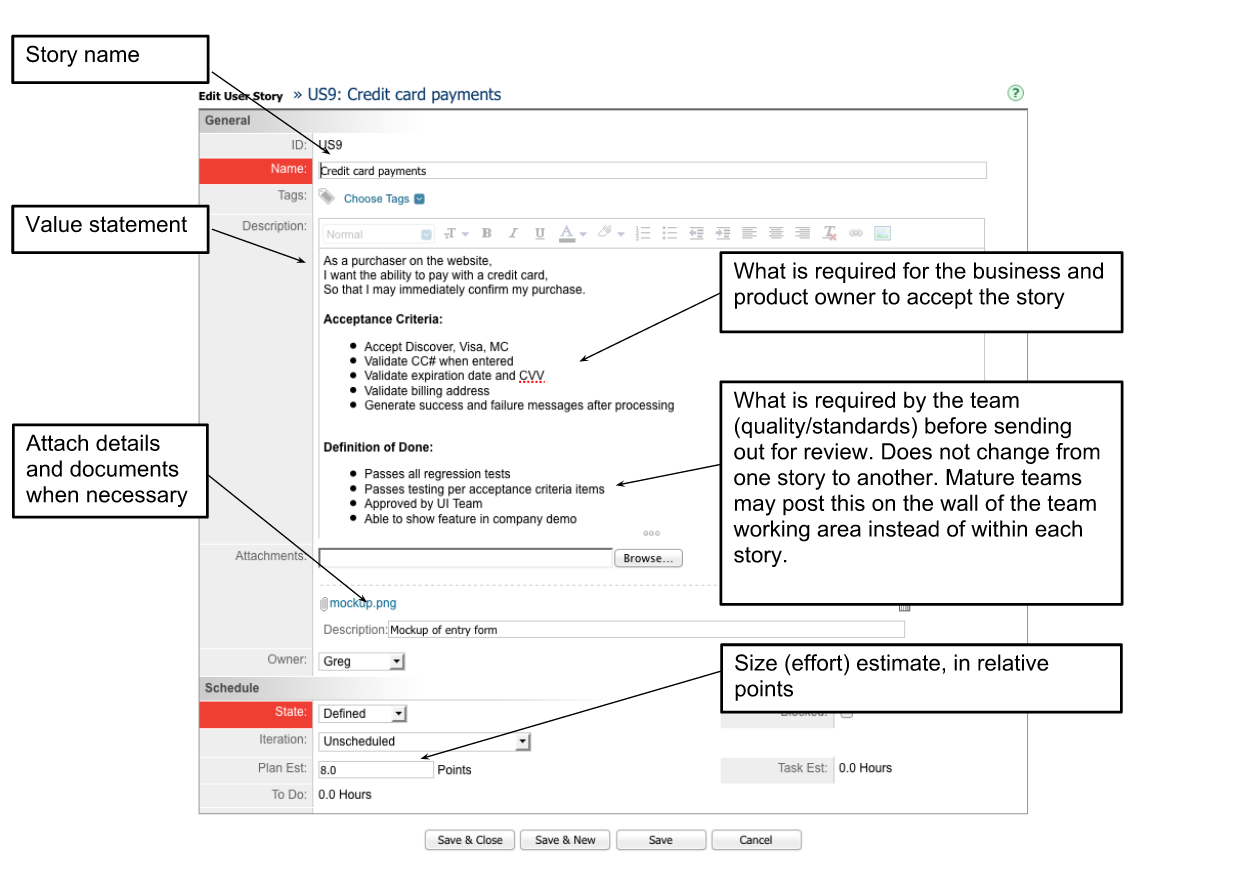 Story name
Edit User Story » US9: Credit card payments
?
General
ID: US9
Name: Credit card payments
Tags: Choose Tags
Value statement
Description:
Normal T B I U A T
As a purchaser on the website,
I want the ability to pay with a credit card,
So that I may immediately confirm my purchase.
What is required for the business and
product owner to accept the story
Acceptance Criteria:
• Accept Discover, Visa, MC
• Validate CC# when entered
• Validate expiration date and CVV
• Validate billing address
• Generate success and failure messages after processing
What is required by the team
(quality/standards) before sending
out for review. Does not change from
one story to another. Mature teams
may post this on the wall of the team
working area instead of within each
story.
Attach details
and documents
when necessary
Definition of Done:
• Passes all regression tests
• Passes testing per acceptance criteria items
• Approved by UI Team
• Able to show feature in company demo
Attachments: Browse...
mockup.png
Description: Mockup of entry form
Owner: Greg
Size (effort) estimate, in relative
points
Schedule
State: Defined
Iteration: Unscheduled
Plan Est: 8.0 Points Task Est: 0.0 Hours
To Do: 0.0 Hours
Save & Close Save & New Save Cancel